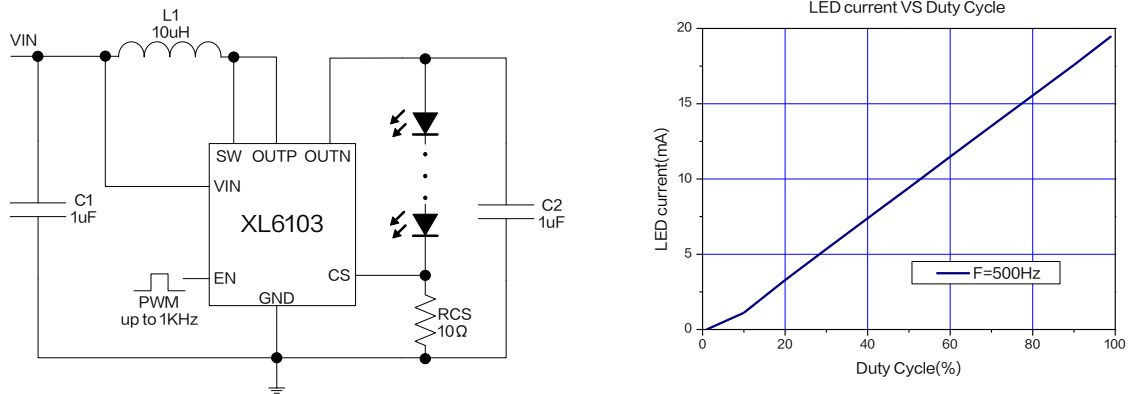 L1
10uH
VIN
SW OUTP OUTN
VIN
XL6103
C1
1uF
C2
1uF
EN
CS
PWM
up to 1KHz
GND
RCS
10Ω
LED current VS Duty Cycle
20
15
10
5
0
LED current(mA)
F=500Hz
0 20 40 60 80 100
Duty Cycle(%)